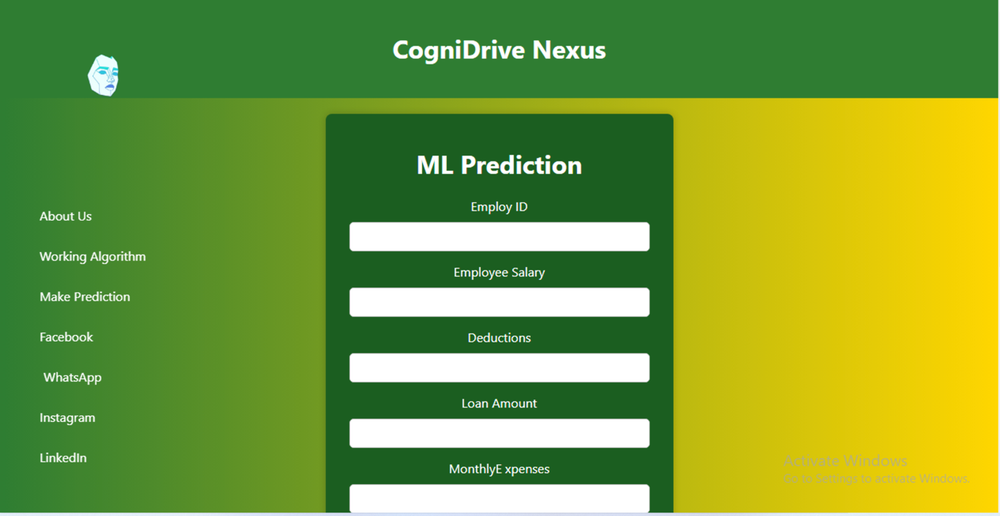 CogniDrive Nexus
ML Prediction
Employ ID
Employee Salary
Deductions
Loan Amount
MonthlyE xpenses
About Us
Working Algorithm
Make Prediction
Facebook
WhatsApp
Instagram
LinkedIn
Activate Windows
Go to Settings to activate Windows.